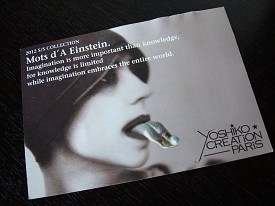 2012 S/S COLLECTION
Mots d'A Einstein.
Imagination is more important than knowledge,
for knowledge is limited
while imagination embraces the entire world.
YOSHiKO
CREATiON
PARiS